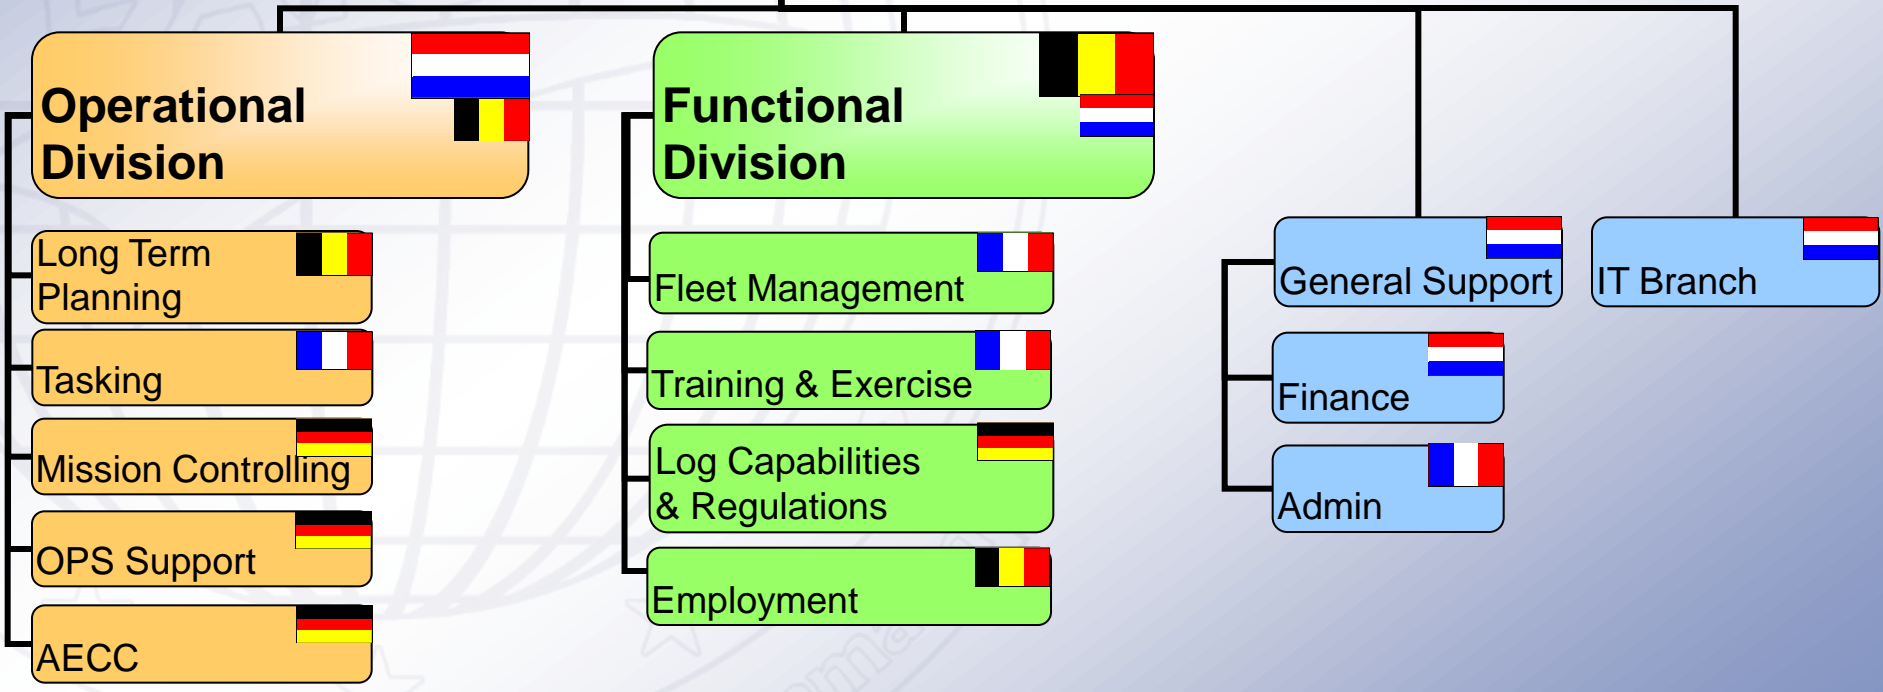 Operational
Division
Long Term
Planning
Tasking
Mission Controlling
OPS Support
AECC
Functional
Division
Fleet Management
Training & Exercise
Log Capabilities
& Regulations
Employment
General Support
Finance
Admin
IT Branch